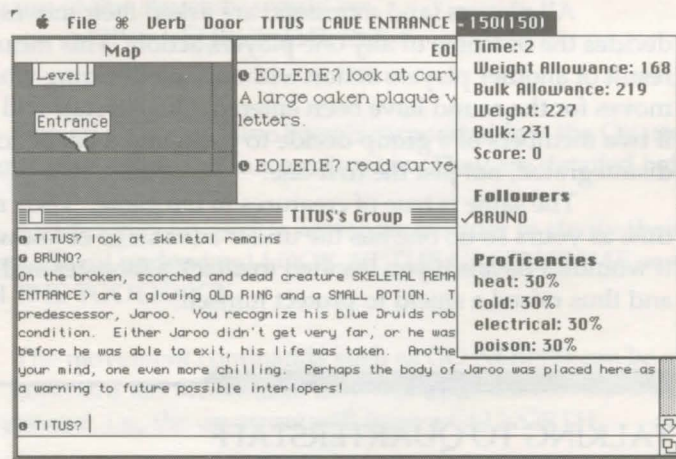 File ⌘ Verb Door TITUS CAVE ENTRANCE -150(150)
Map
Level 1
Entrance
EOL
EOLENE? look at carv
A large oaken plaque v
letters.
EOLENE? read carve
Time: 2
Weight Allowance: 168
Bulk Allowance: 219
Weight: 227
Bulk: 231
Score: 0
Followers
✓BRUNO
Proficencies
heat: 30%
cold: 30%
electrical: 30%
poison: 30%
TITUS's Group
TITUS? look at skeletal remains
BRUNO?
On the broken, scorched and dead creature SKELETAL REMA
ENTRANCE) are a glowing OLD RING and a SMALL POTION. T
predecessor, Jaroo. You recognize his blue Druids rob
condition. Either Jaroo didn't get very far, or he was
before he was able to exit, his life was taken. Anothe
your mind, one even more chilling. Perhaps the body of Jaroo was placed here as
a warning to future possible interlopers!
TITUS?